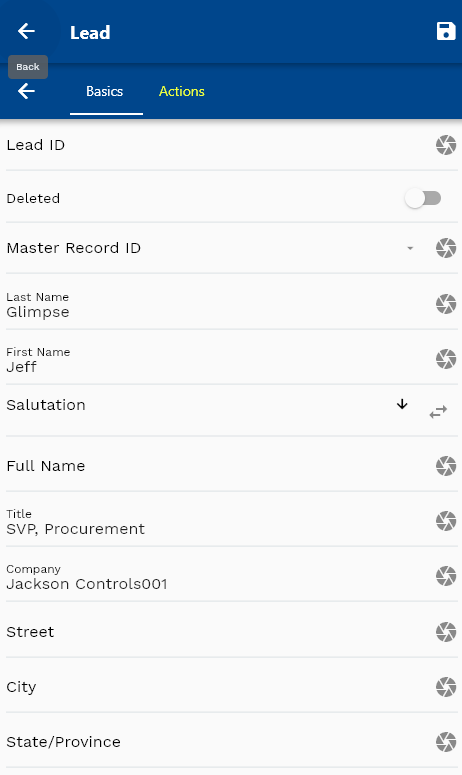 Lead
Back
Basics
Actions
Lead ID
Deleted
Master Record ID
Last Name
Glimpse
First Name
Jeff
Salutation
Full Name
Title
SVP, Procurement
Company
Jackson Controls001
Street
City
State/Province